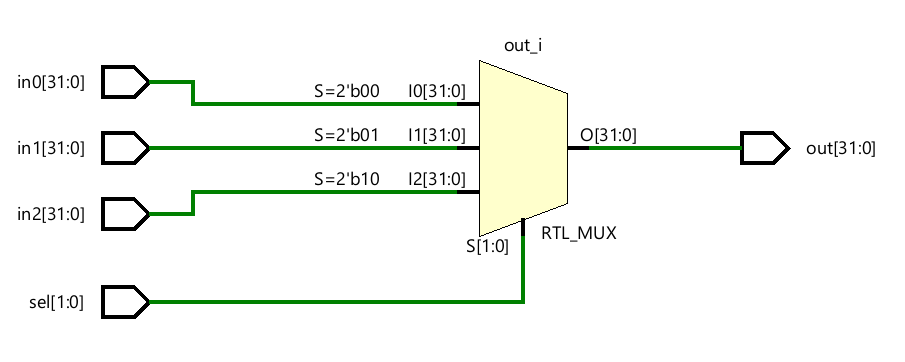 out_i
in0[31:0]
S=2'b00
I0[31:0]
in1[31:0]
S=2'b01
I1[31:0]
O[31:0]
out[31:0]
S=2'b10
I2[31:0]
in2[31:0]
S[1:0]
RTL_MUX
sel[1:0]